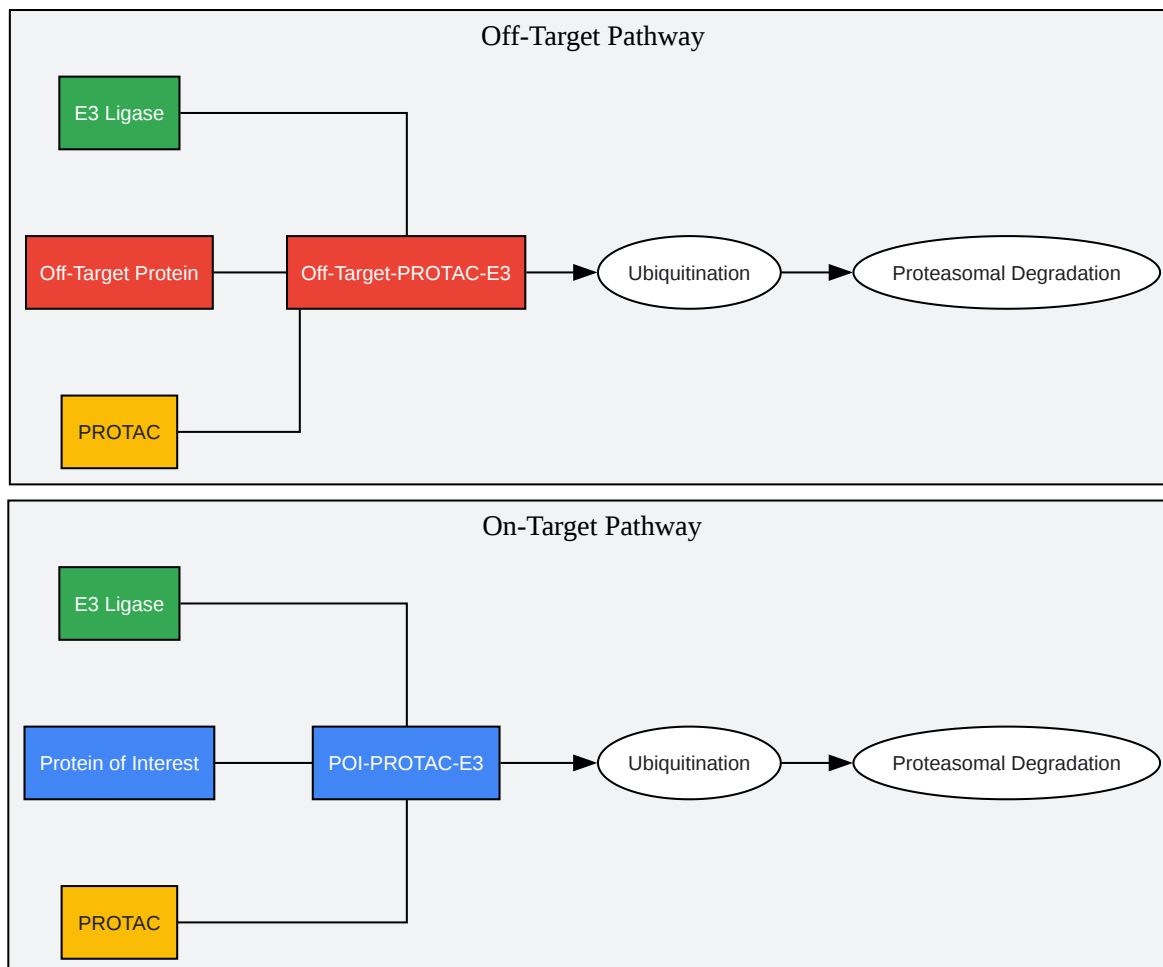 Off-Target Pathway
E3 Ligase
Off-Target Protein
Off-Target-PROTAC-E3
Ubiquitination
Proteasomal Degradation
PROTAC
On-Target Pathway
E3 Ligase
Protein of Interest
POI-PROTAC-E3
Ubiquitination
Proteasomal Degradation
PROTAC